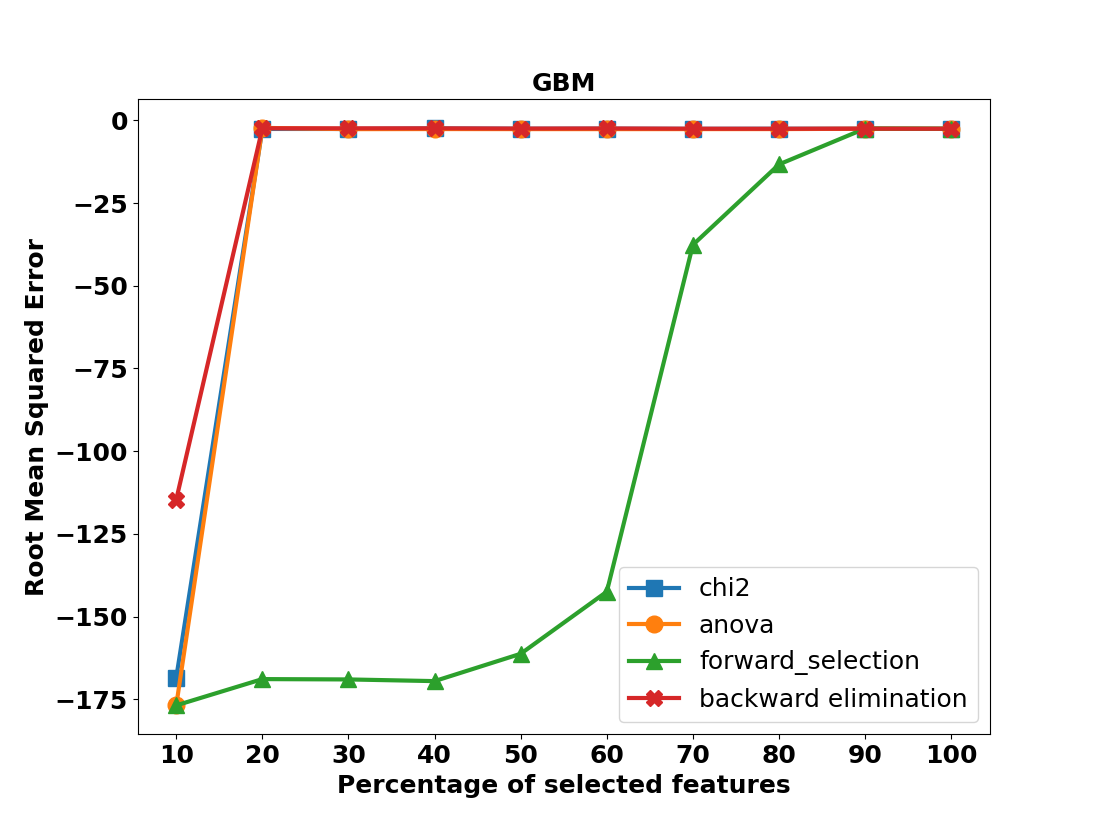 GBM
Root Mean Squared Error
0
−25
−50
−75
−100
−125
−150
−175
chi2
anova
forward_selection
backward elimination
10 20 30 40 50 60 70 80 90 100
Percentage of selected features